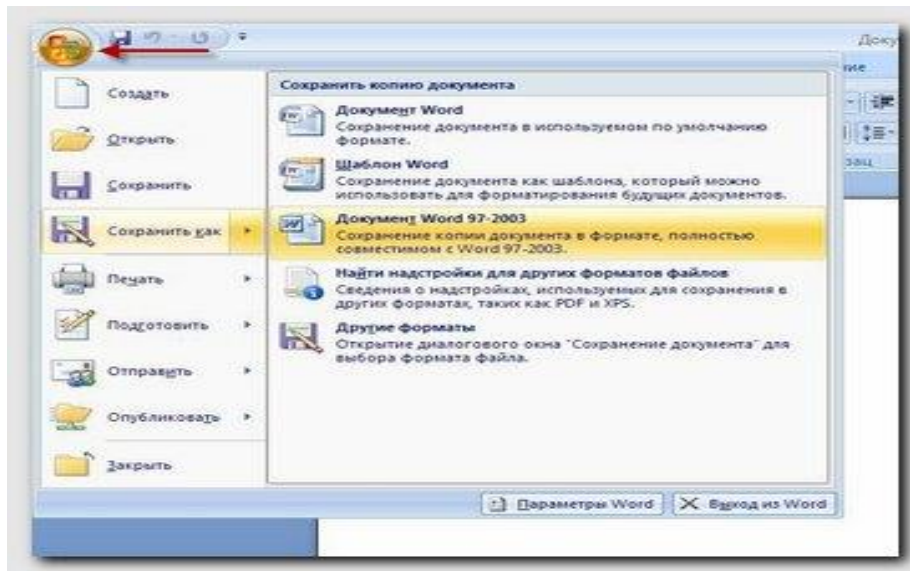 Доку
ние
Создать
Открыть
Сохранить
Сохранить как
Печать
Подготовить
Отправить
Опубликовать
Закрыть
Сохранить копию документа
Документ Word
Сохранение документа в используемом по умолчанию
формате.
Шаблон Word
Сохранение документа как шаблона, который можно
использовать для форматирования будущих документов.
Документ Word 97-2003
Сохранение копии документа в формате, полностью
совместимом с Word 97-2003.
Найти надстройки для других форматов файлов
Сведения о надстройках, используемых для сохранения в
других форматах, таких как PDF и XPS.
Другие форматы
Открытие диалогового окна "Сохранение документа" для
выбора формата файла.
зац
Параметры Word
Выход из Word